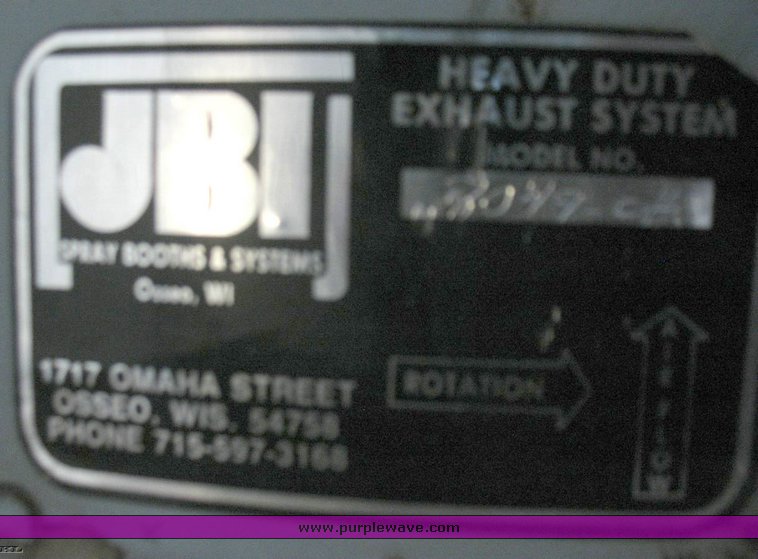 JBI
SPRAY BOOTHS & SYSTEMS
Osseo, WI
1717 OMAHA STREET
OSSEO, WIS. 54758
PHONE 715-597-3168
HEAVY DUTY
EXHAUST SYSTEM
MODEL NO.
ROTATION
AIR FLOW
www.purplewave.com